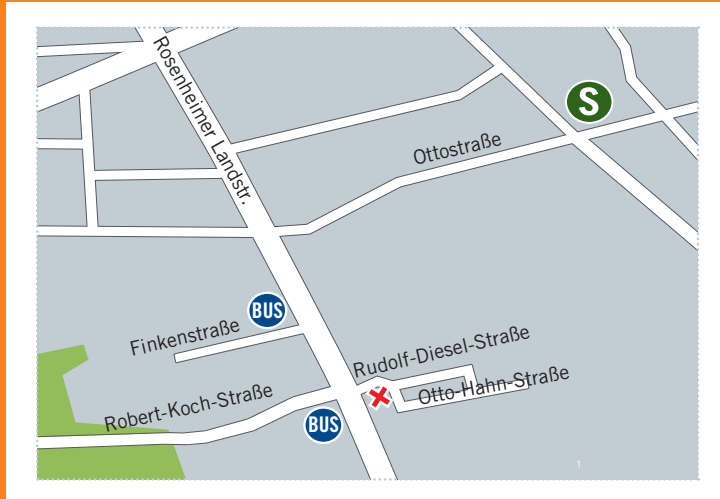 Rosenheimer Landstr.
S
Ottostraße
BUS
Finkenstraße
Rudolf-Diesel-Straße
Otto-Hahn-Straße
Robert-Koch-Straße
BUS